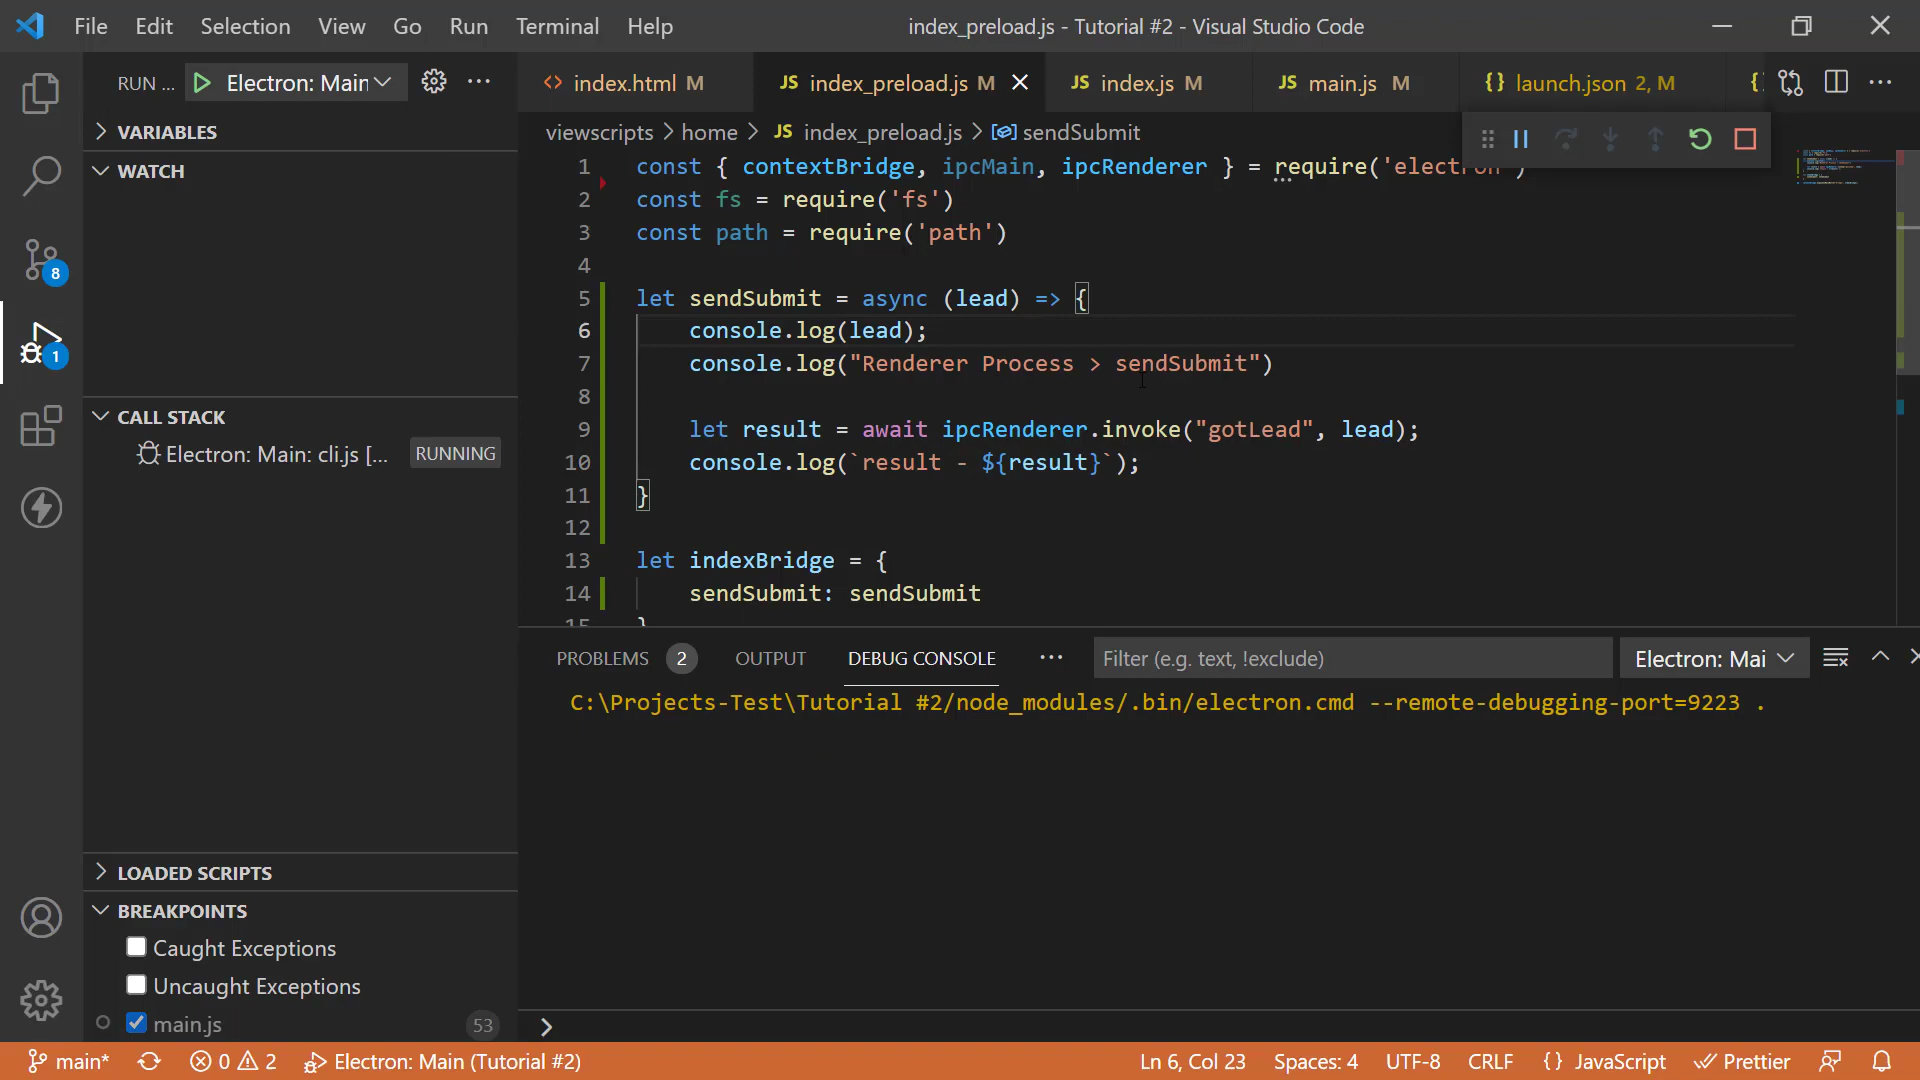 File Edit Selection View Go Run Terminal Help
index_preload.js - Tutorial #2 - Visual Studio Code
RUN ... Electron: Main
index.html M
JS index_preload.js M
JS index.js M
JS main.js M
{} launch.json 2, M
viewscripts > home > JS index_preload.js > sendSubmit
VARIABLES
WATCH
CALL STACK
Electron: Main: cli.js [... RUNNING
LOADED SCRIPTS
BREAKPOINTS
Caught Exceptions
Uncaught Exceptions
main.js 53
8
1
1 const { contextBridge, ipcMain, ipcRenderer } = require('electron')
2 const fs = require('fs')
3 const path = require('path')
4
5 let sendSubmit = async (lead) => {
6 console.log(lead);
7 console.log("Renderer Process > sendSubmit")
8
9 let result = await ipcRenderer.invoke("gotLead", lead);
10 console.log(`result - ${result}`);
11 }
12
13 let indexBridge = {
14 sendSubmit: sendSubmit
15 }
PROBLEMS 2 OUTPUT DEBUG CONSOLE ... Filter (e.g. text, !exclude) Electron: Mai
C:\Projects-Test\Tutorial #2/node_modules/.bin/electron.cmd --remote-debugging-port=9223 .
>
main* 0 2 Electron: Main (Tutorial #2) Ln 6, Col 23 Spaces: 4 UTF-8 CRLF {} JavaScript Prettier